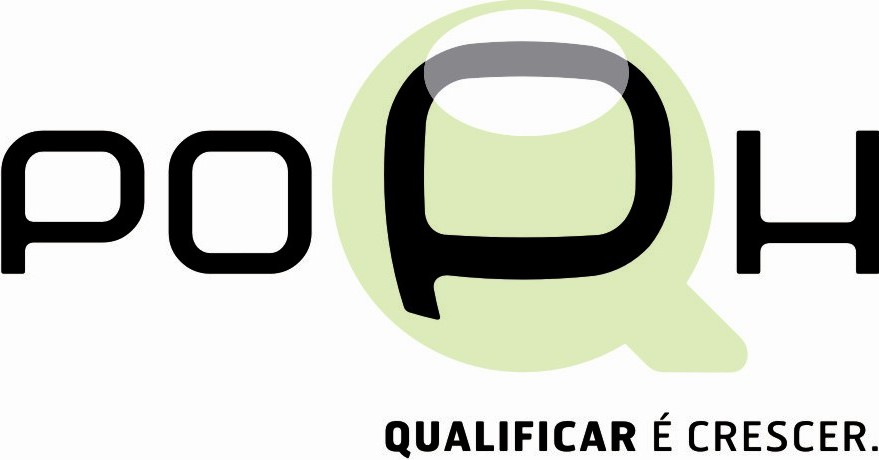 POPH
QUALIFICAR É CRESCER.